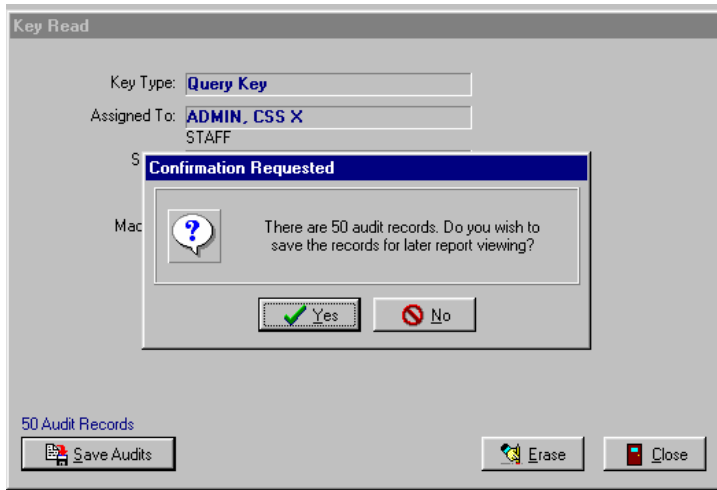 Key Read
Key Type: Query Key
Assigned To: ADMIN, CSS X
STAFF
S
Confirmation Requested
Mac
There are 50 audit records. Do you wish to
save the records for later report viewing?
Yes No
50 Audit Records
Save Audits Erase Close